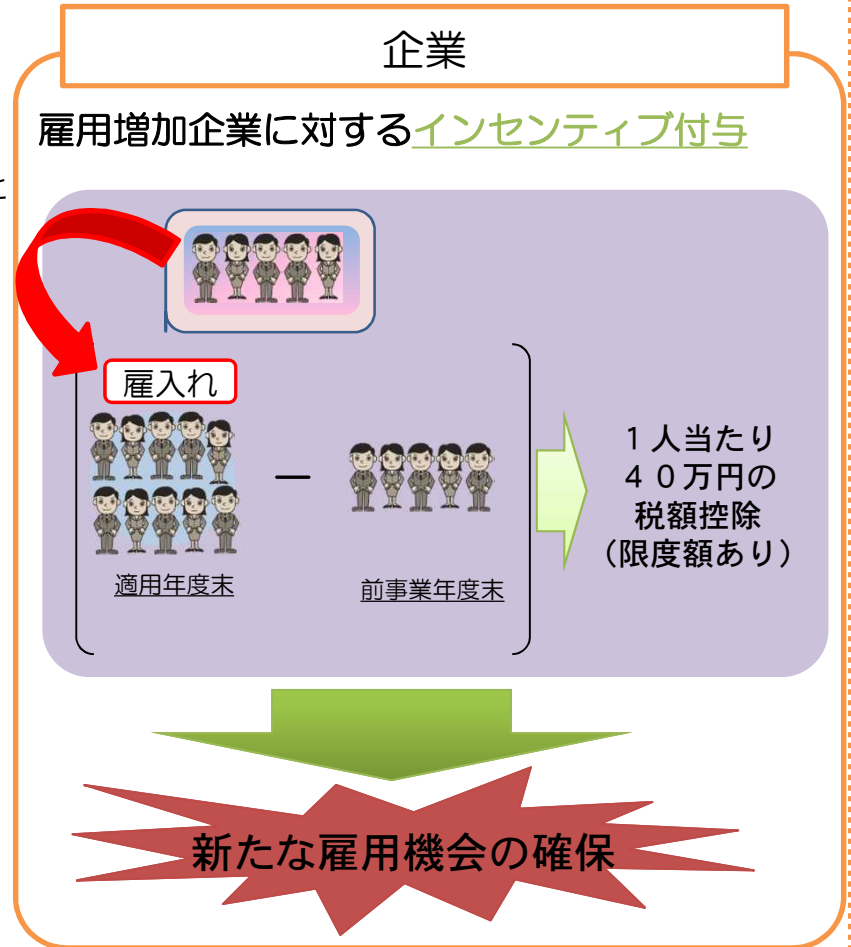 企業
雇用増加企業に対するインセンティブ付与
と
雇入れ
－
適用年度末
前事業年度末
１人当たり
４０万円の
税額控除
（限度額あり）
新たな雇用機会の確保